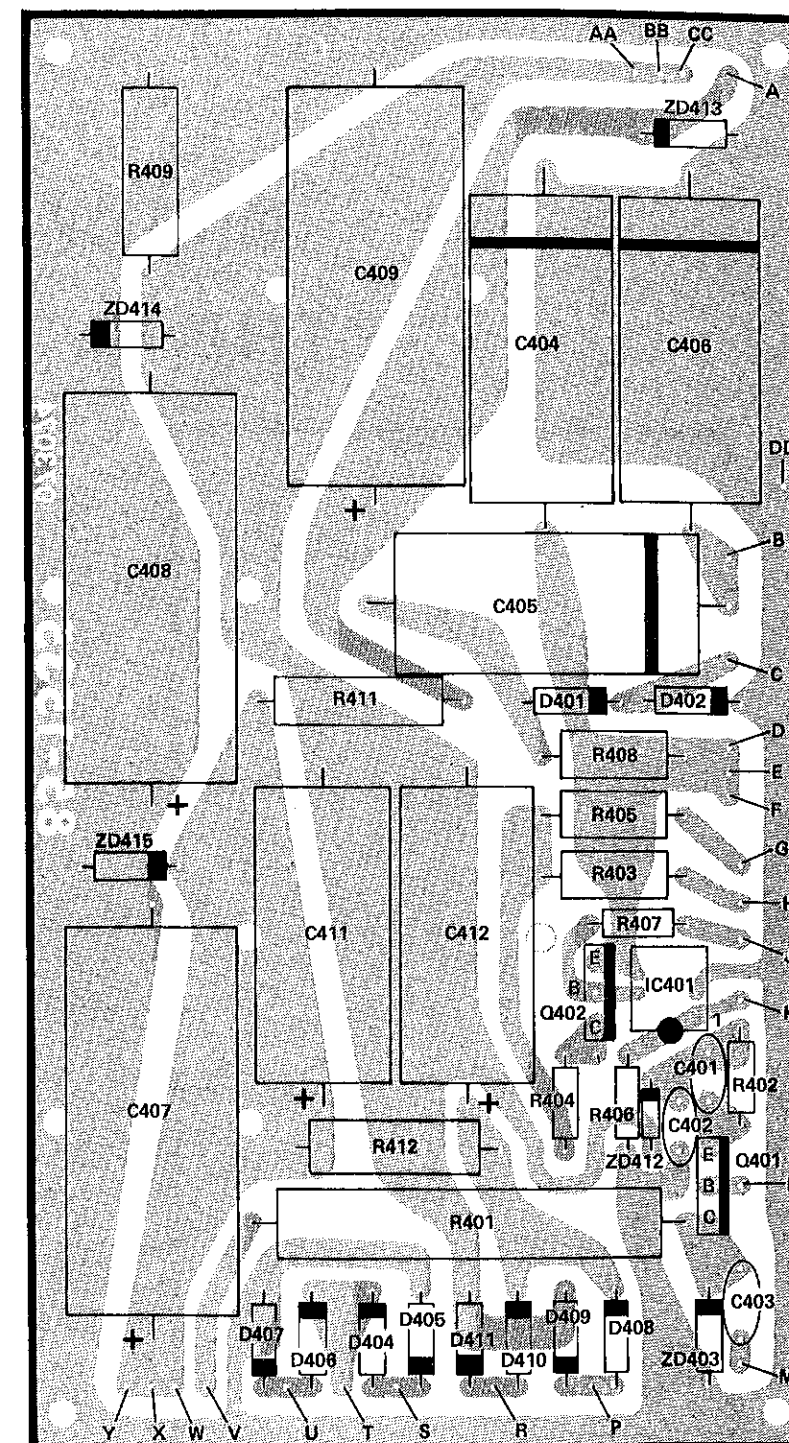 AA BB CC
A
ZD413
R409
C409
ZD414
C404
C406
DD
B
C408
+
C405
C
R411
D401
D402
D
R408
E
F
+
R405
ZD415
G
R403
H
C411
C412
R407
J
E
IC401
B
Q402
K
C
1
C401
R402
C407
+
+
R404
R406
C402
R412
ZD412
E
Q401
B
C
R401
C403
D407
D406
D404
D405
D411
D410
D409
D408
+
ZD403
M
Y X W V U T S R P